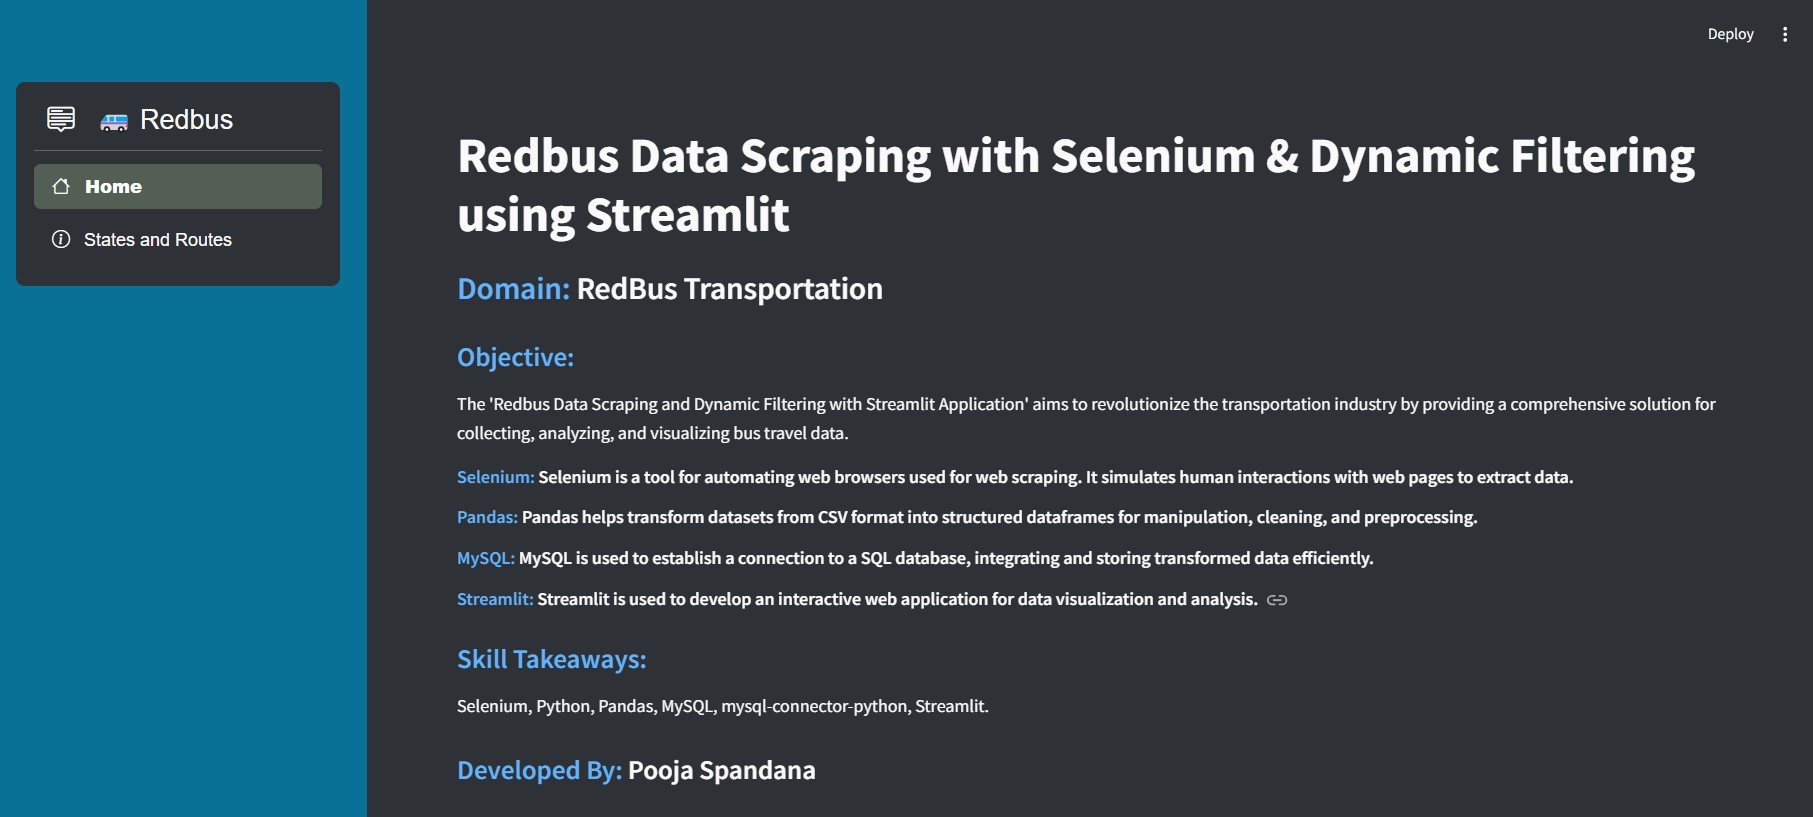 Deploy
Redbus
Home
States and Routes
Redbus Data Scraping with Selenium & Dynamic Filtering
using Streamlit
Domain: RedBus Transportation
Objective:
The 'Redbus Data Scraping and Dynamic Filtering with Streamlit Application' aims to revolutionize the transportation industry by providing a comprehensive solution for
collecting, analyzing, and visualizing bus travel data.
Selenium: Selenium is a tool for automating web browsers used for web scraping. It simulates human interactions with web pages to extract data.
Pandas: Pandas helps transform datasets from CSV format into structured dataframes for manipulation, cleaning, and preprocessing.
MySQL: MySQL is used to establish a connection to a SQL database, integrating and storing transformed data efficiently.
Streamlit: Streamlit is used to develop an interactive web application for data visualization and analysis.
Skill Takeaways:
Selenium, Python, Pandas, MySQL, mysql-connector-python, Streamlit.
Developed By: Pooja Spandana